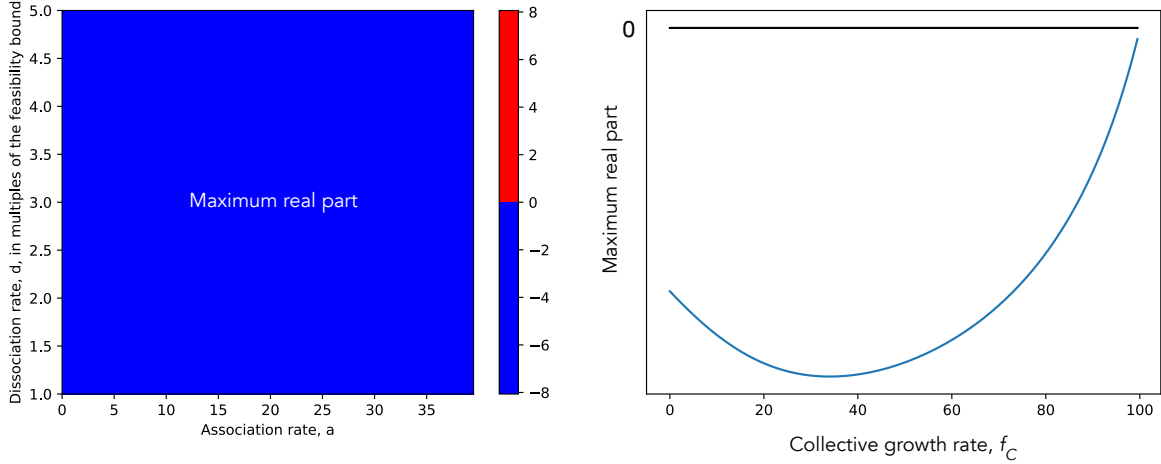 Dissociation rate, d, in multiples of the feasibility bound
5.0
4.5
4.0
3.5
3.0
2.5
2.0
1.5
1.0
Maximum real part
0 5 10 15 20 25 30 35
Association rate, a
8
6
4
2
0
−2
−4
−6
−8
0
Maximum real part
0 20 40 60 80 100
Collective growth rate, f_C